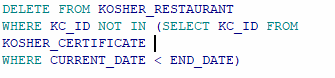 DELETE FROM KOSHER_RESTAURANT
WHERE KC_ID NOT IN (SELECT KC_ID FROM
KOSHER_CERTIFICATE
WHERE CURRENT_DATE < END_DATE)